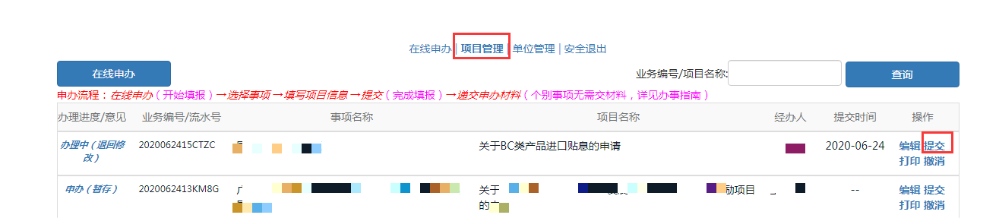 在线申办 | 项目管理 | 单位管理 | 安全退出
在线申办 业务编号/项目名称: 查询
申办流程：在线申办（开始填报）→选择事项→填写项目信息→提交（完成填报）→递交申办材料（个别事项无需交材料，详见办事指南）
办理进度/意见 业务编号/流水号 事项名称 项目名称 经办人 提交时间 操作
办理中（退回修 2020062415CTZC 关于BC类产品进口贴息的申请 2020-06-24 编辑 提交
改） 打印 撤消
申办（暂存） 2020062413KM8G 关于 励项目 -- 编辑 提交
的 打印 撤消